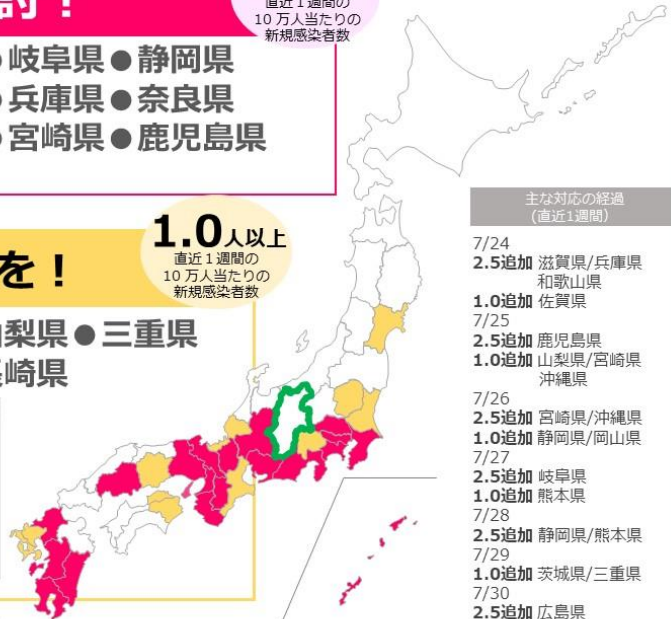 討！
直近１週間の
10 万人当たりの
新規感染者数
岐阜県●静岡県
兵庫県●奈良県
宮崎県●鹿児島県
を！
1.0人以上
直近１週間の
10 万人当たりの
新規感染者数
梨県●三重県
崎県
主な対応の経過
(直近1週間）
7/24
2.5追加 滋賀県/兵庫県
和歌山県
1.0追加 佐賀県
7/25
2.5追加 鹿児島県
1.0追加 山梨県/宮崎県
沖縄県
7/26
2.5追加 宮崎県/沖縄県
1.0追加 静岡県/岡山県
7/27
2.5追加 岐阜県
1.0追加 熊本県
7/28
2.5追加 静岡県/熊本県
7/29
1.0追加 茨城県/三重県
7/30
2.5追加 広島県